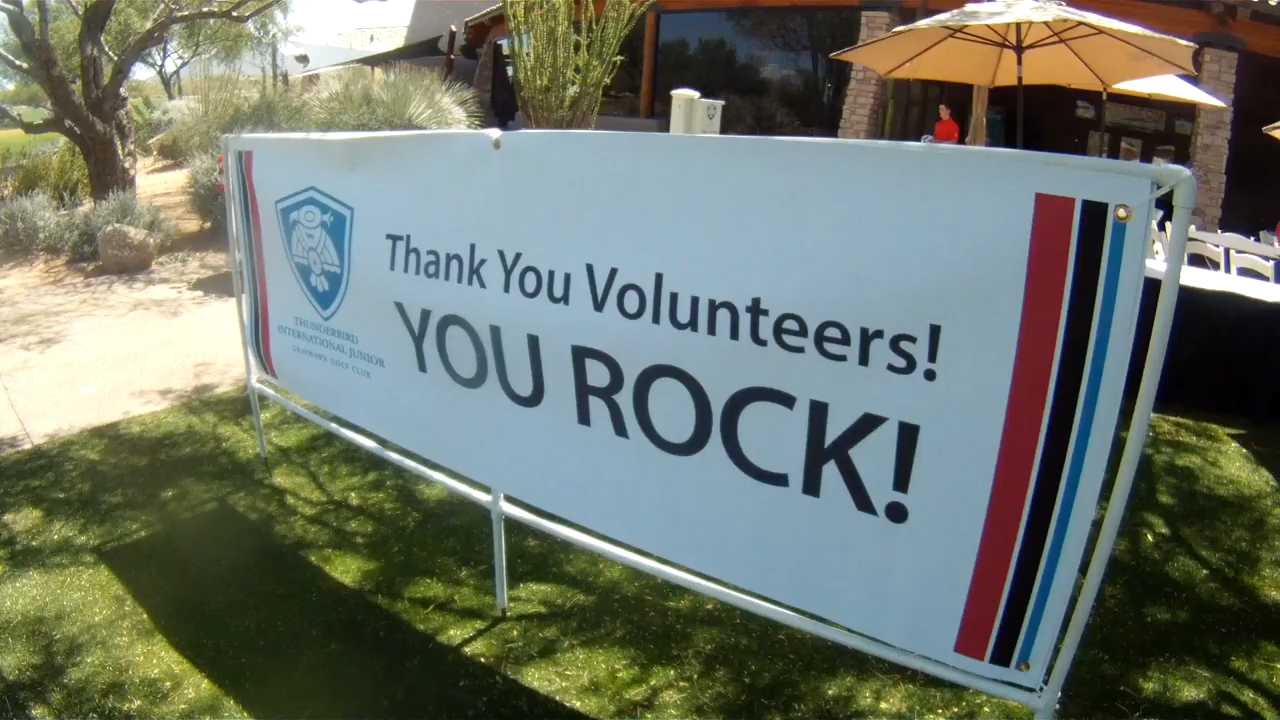 Thank You Volunteers!
YOU ROCK!
THUNDERBIRD
INTERNATIONAL JUNIOR
GRAYHAWK GOLF CLUB